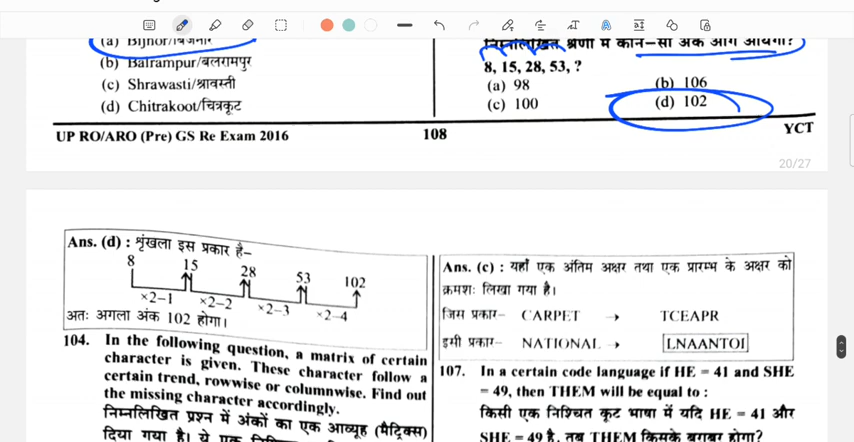 (a) Bijnor/बिजनौर
(b) Balrampur/बलरामपुर
(c) Shrawasti/श्रावस्ती
(d) Chitrakoot/चित्रकूट
निम्नलिखित श्रेणी में कौन–सा अंक आगे आयेगा?
8, 15, 28, 53, ?
(a) 98
(b) 106
(c) 100
(d) 102
UP RO/ARO (Pre) GS Re Exam 2016
108
YCT
20/27
Ans. (d) : शृंखला इस प्रकार है–
8 15 28 53 102
×2–1 ×2–2 ×2–3 ×2–4
अतः अगला अंक 102 होगा।
104. In the following question, a matrix of certain
character is given. These character follow a
certain trend, rowwise or columnwise. Find out
the missing character accordingly.
निम्नलिखित प्रश्न में अंकों का एक आव्यूह (मैट्रिक्स)
दिया गया है। ये एक
Ans. (c) : यहाँ एक अंतिम अक्षर तथा एक प्रारम्भ के अक्षर को
क्रमशः लिखा गया है।
जिस प्रकार– CARPET → TCEAPR
इसी प्रकार– NATIONAL → LNAANTOI
107. In a certain code language if HE = 41 and SHE
= 49, then THEM will be equal to :
किसी एक निश्चित कूट भाषा में यदि HE = 41 और
SHE = 49 है, तब THEM किसके बराबर होगा?